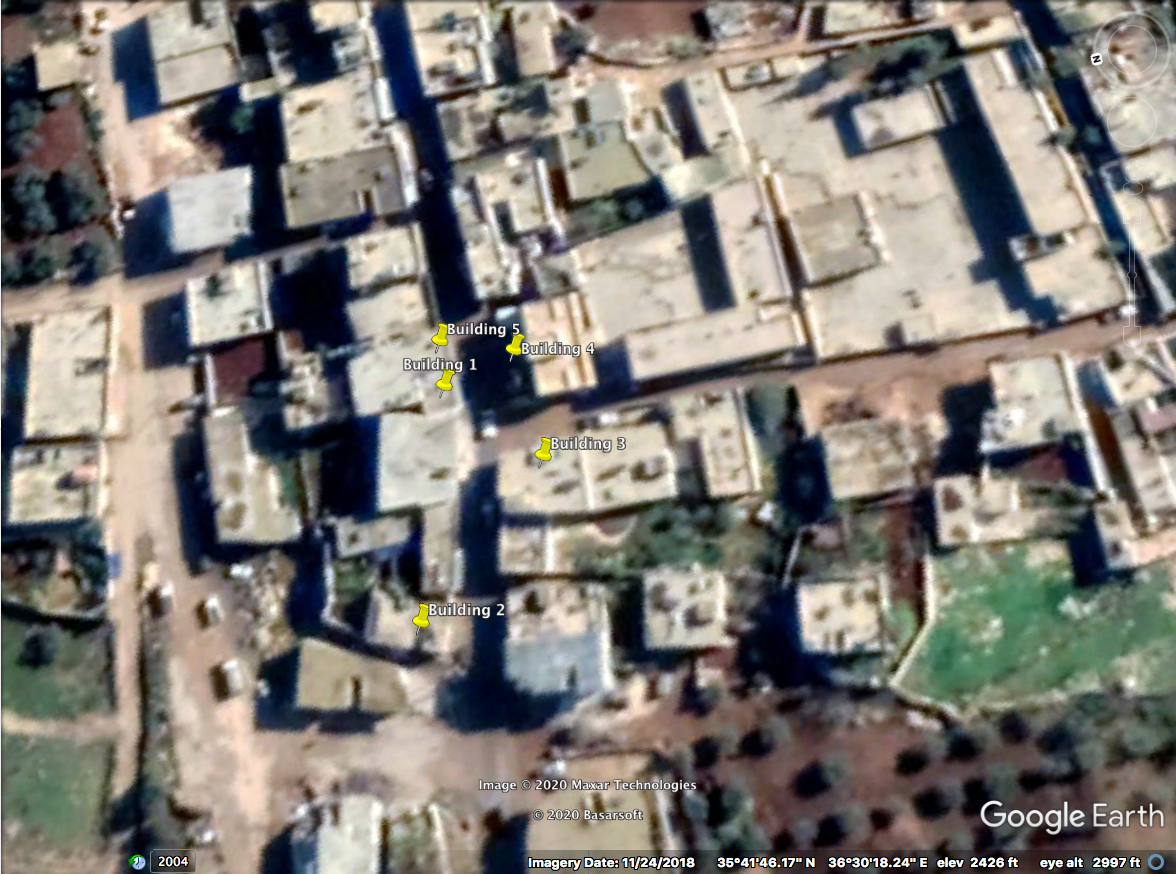 N
Building 5
Building 4
Building 1
Building 3
Building 2
Image © 2020 Maxar Technologies
© 2020 Basarsoft
Google Earth
2004
Imagery Date: 11/24/2018 35°41'46.17" N 36°30'18.24" E elev 2426 ft eye alt 2997 ft